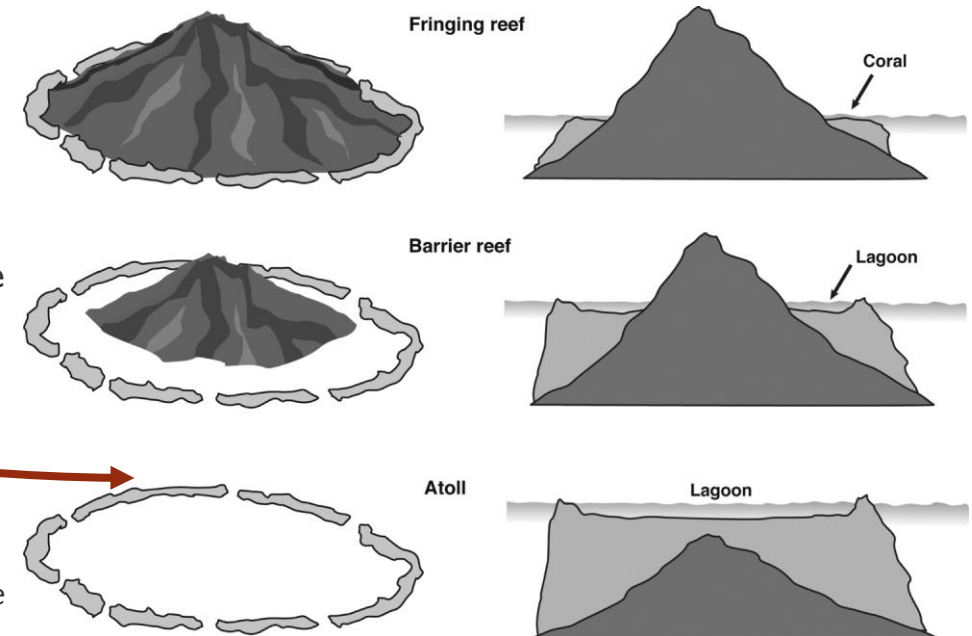 Fringing reef
Coral
Barrier reef
Lagoon
Atoll
Lagoon